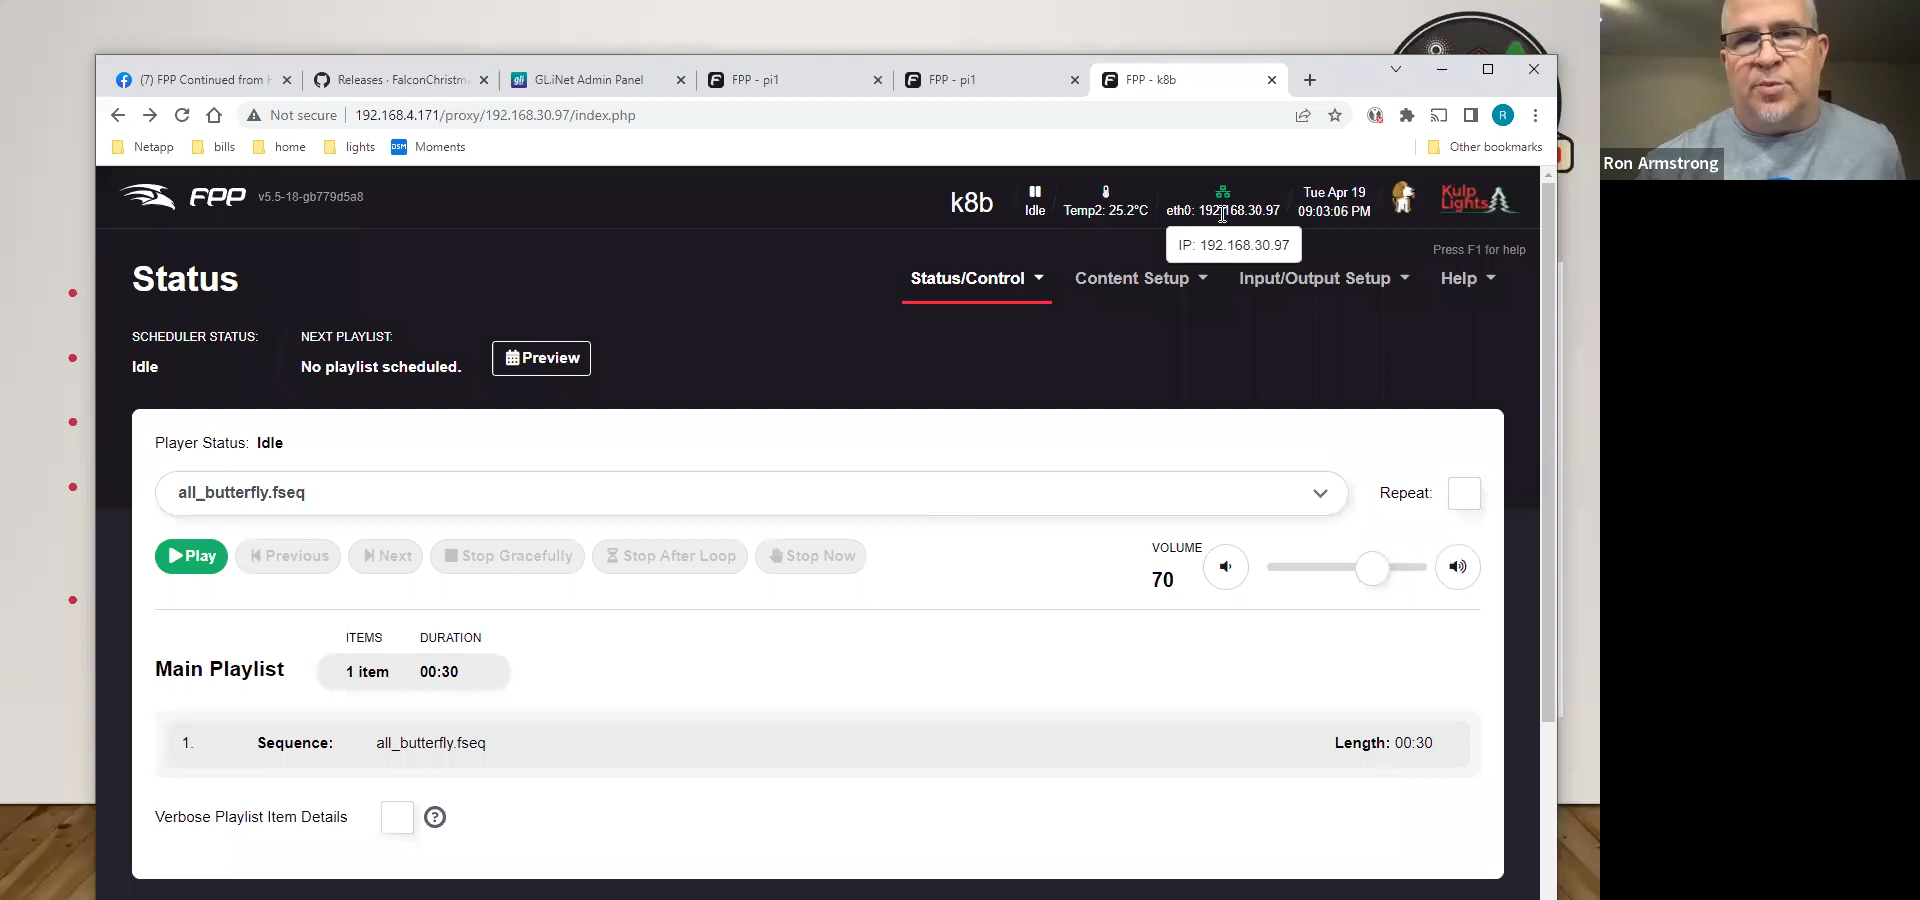 (7) FPP Continued from
Releases · FalconChristm
gli GL.iNet Admin Panel
FPP - pi1
FPP - pi1
FPP - k8b
Not secure
192.168.4.171/proxy/192.168.30.97/index.php
R
Netapp
bills
home
lights
DSM Moments
Other bookmarks
FPP
v5.5-18-gb779d5a8
k8b
Idle
Temp2: 25.2°C
eth0: 192.168.30.97
Tue Apr 19
09:03:06 PM
Kulp
Lights
IP: 192.168.30.97
Press F1 for help
Status
Status/Control
Content Setup
Input/Output Setup
Help
SCHEDULER STATUS:
Idle
NEXT PLAYLIST:
No playlist scheduled.
Preview
Player Status: Idle
all_butterfly.fseq
Repeat:
Play
Previous
Next
Stop Gracefully
Stop After Loop
Stop Now
VOLUME
70
ITEMS
DURATION
Main Playlist
1 item
00:30
1.
Sequence:
all_butterfly.fseq
Length: 00:30
Verbose Playlist Item Details
?
Ron Armstrong